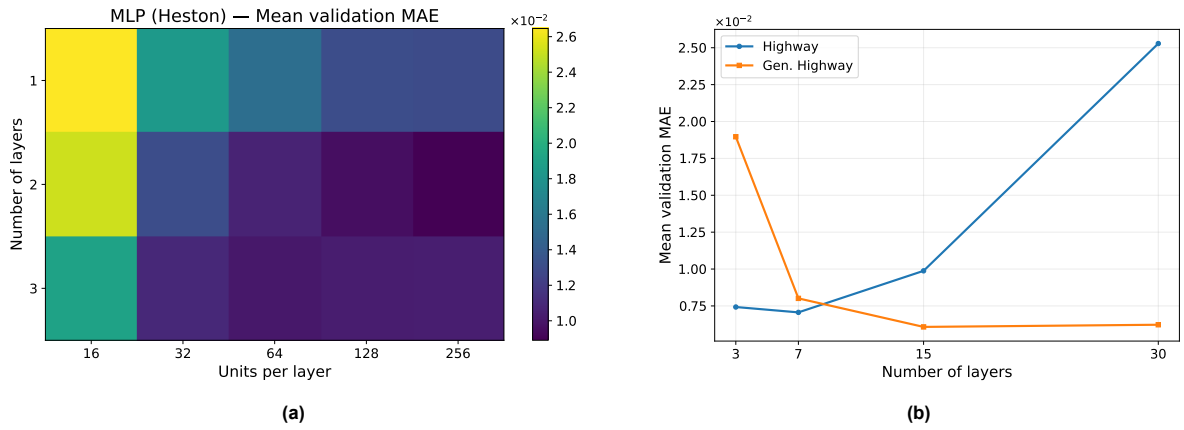 MLP (Heston) — Mean validation MAE
×10−2
2.6
2.4
2.2
2.0
1.8
1.6
1.4
1.2
1.0
Number of layers
1
2
3
16 32 64 128 256
Units per layer
(a)
×10−2
Highway
Gen. Highway
Mean validation MAE
2.50
2.25
2.00
1.75
1.50
1.25
1.00
0.75
3 7 15 30
Number of layers
(b)